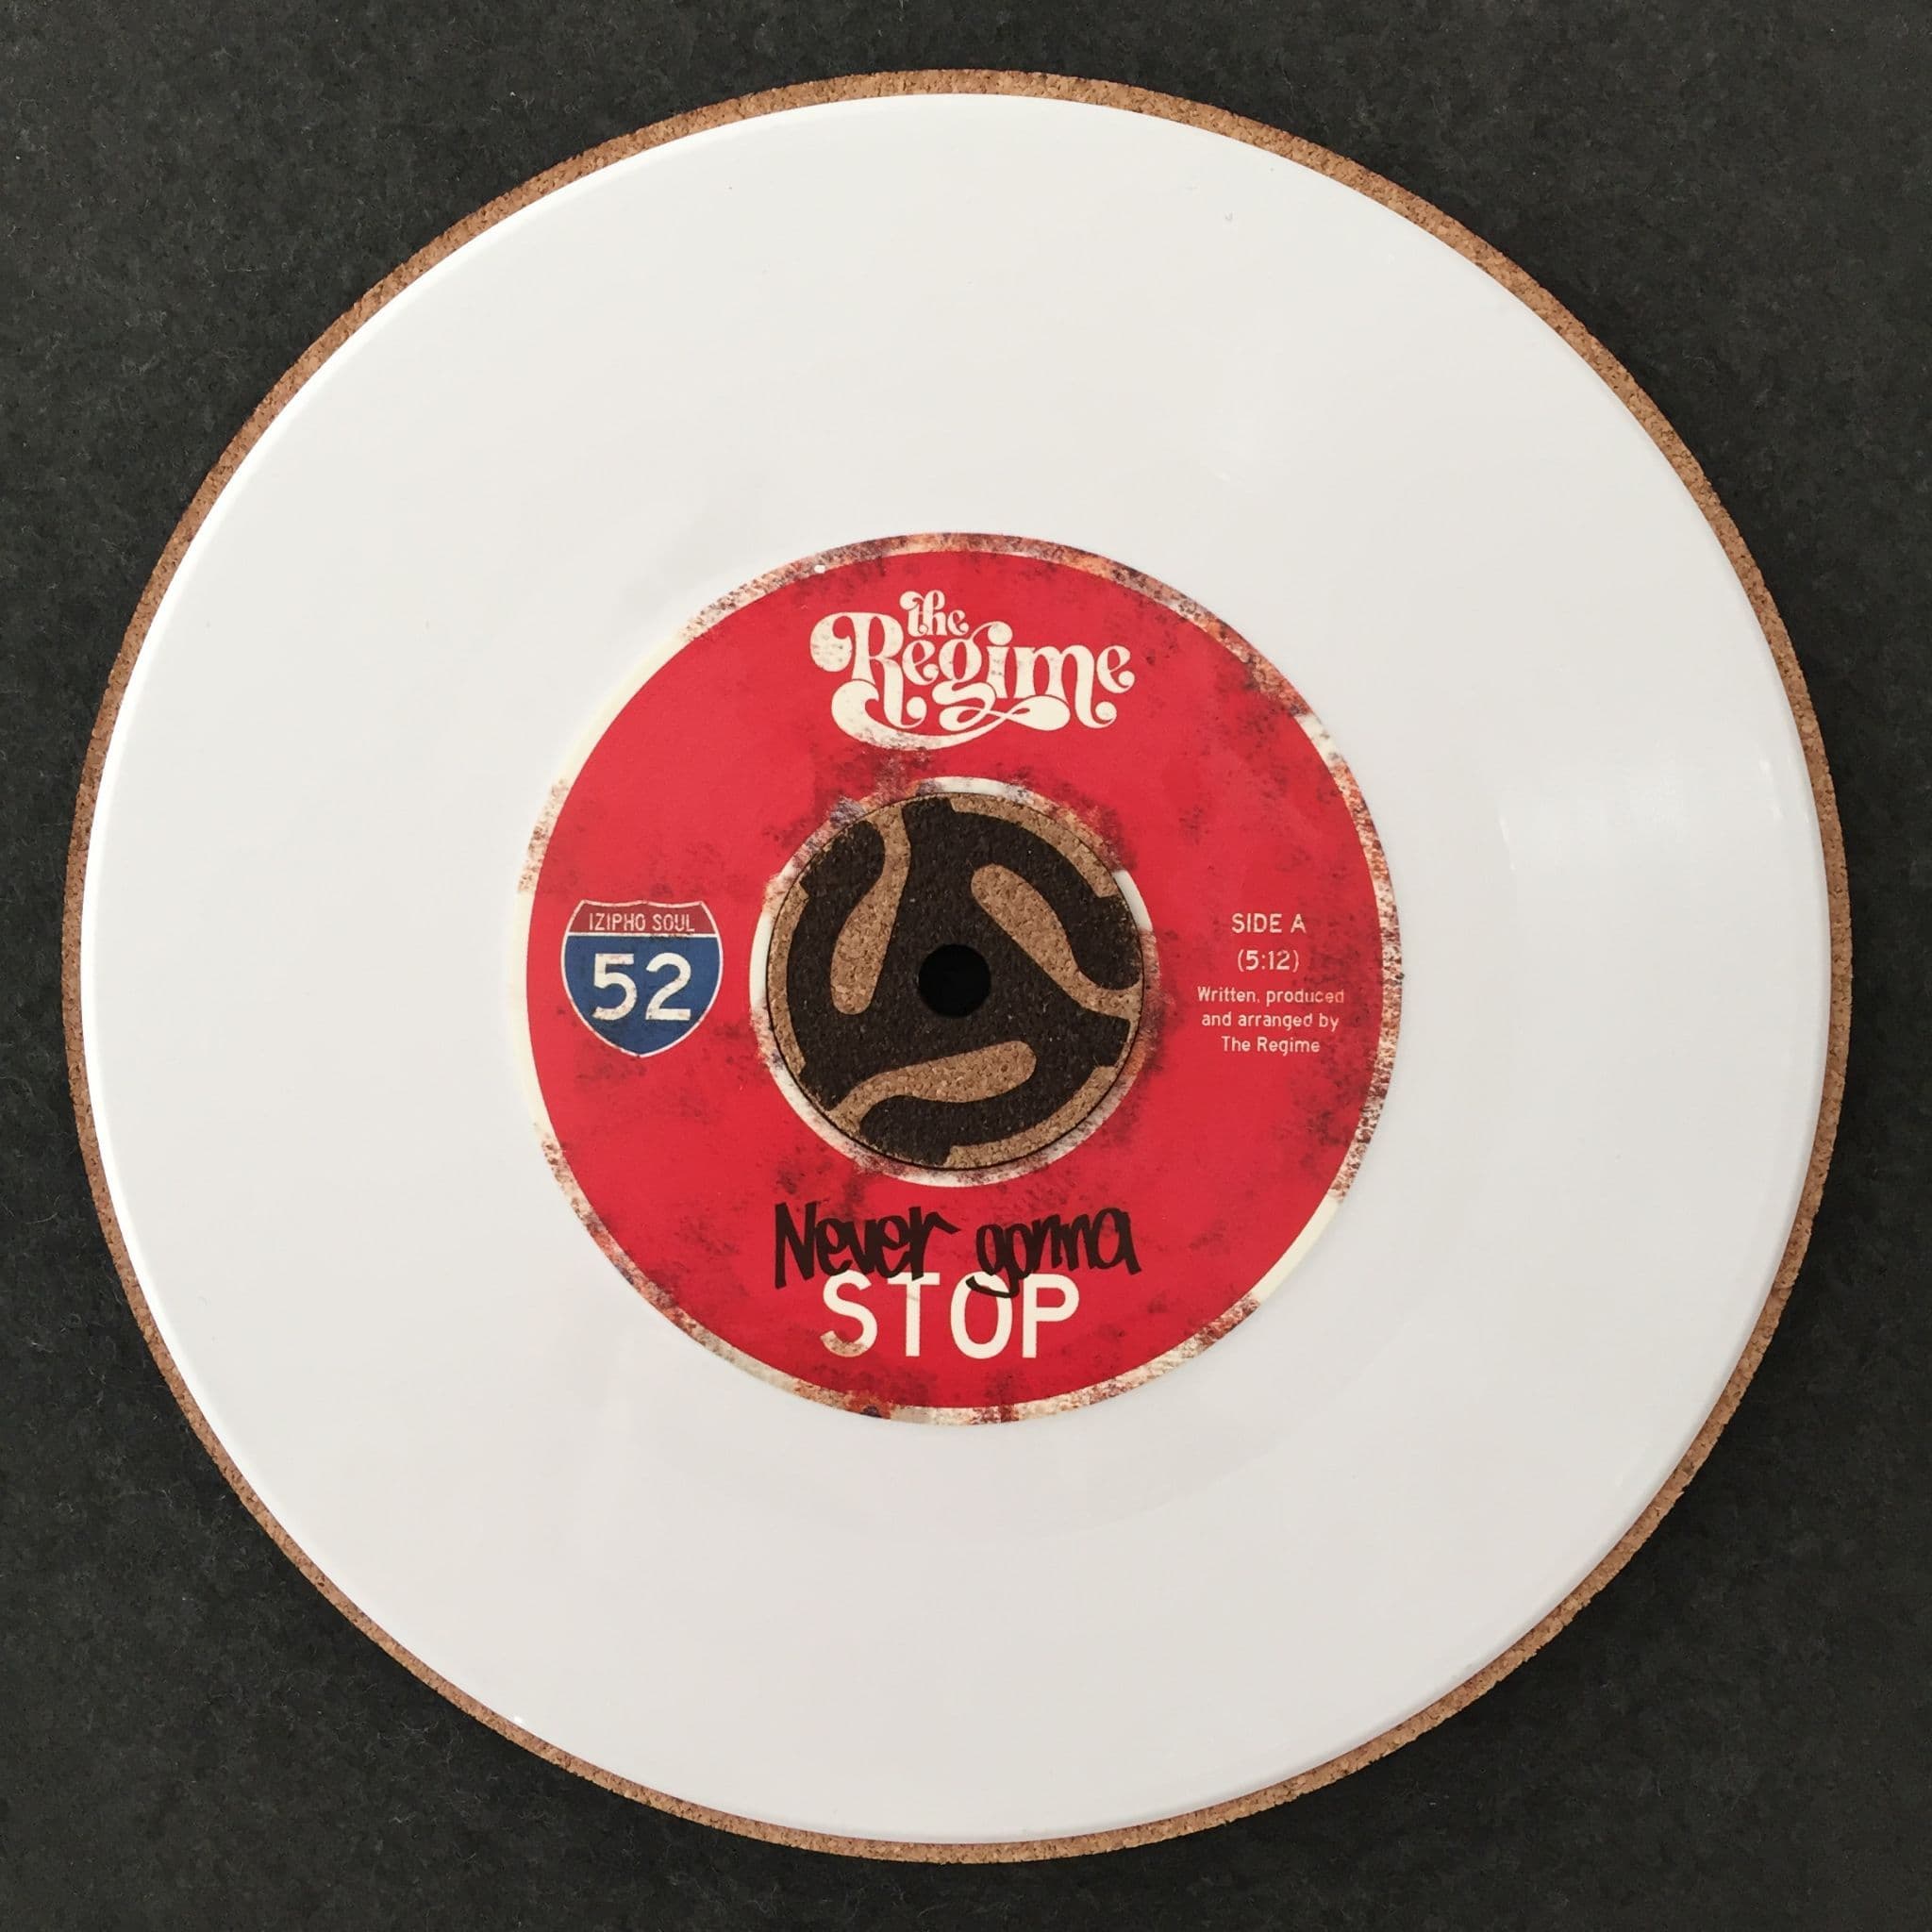 the
Regime
IZIPHO SOUL
52
SIDE A
(5:12)
Written, produced
and arranged by
The Regime
Never gonna
STOP